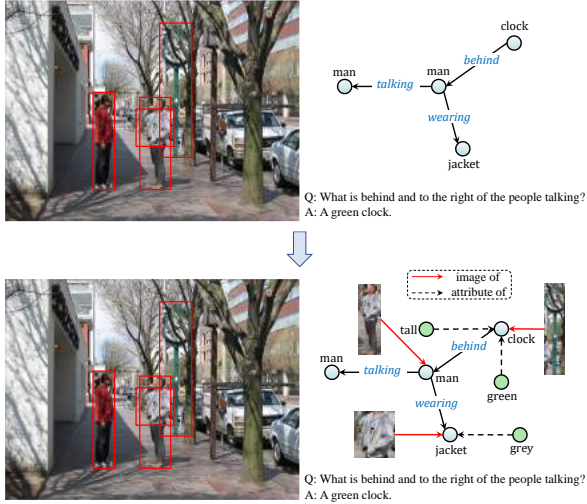 clock
behind
man
talking
man
wearing
jacket
Q: What is behind and to the right of the people talking?
A: A green clock.
image of
attribute of
tall
clock
behind
man
talking
man
green
wearing
jacket
grey
Q: What is behind and to the right of the people talking?
A: A green clock.